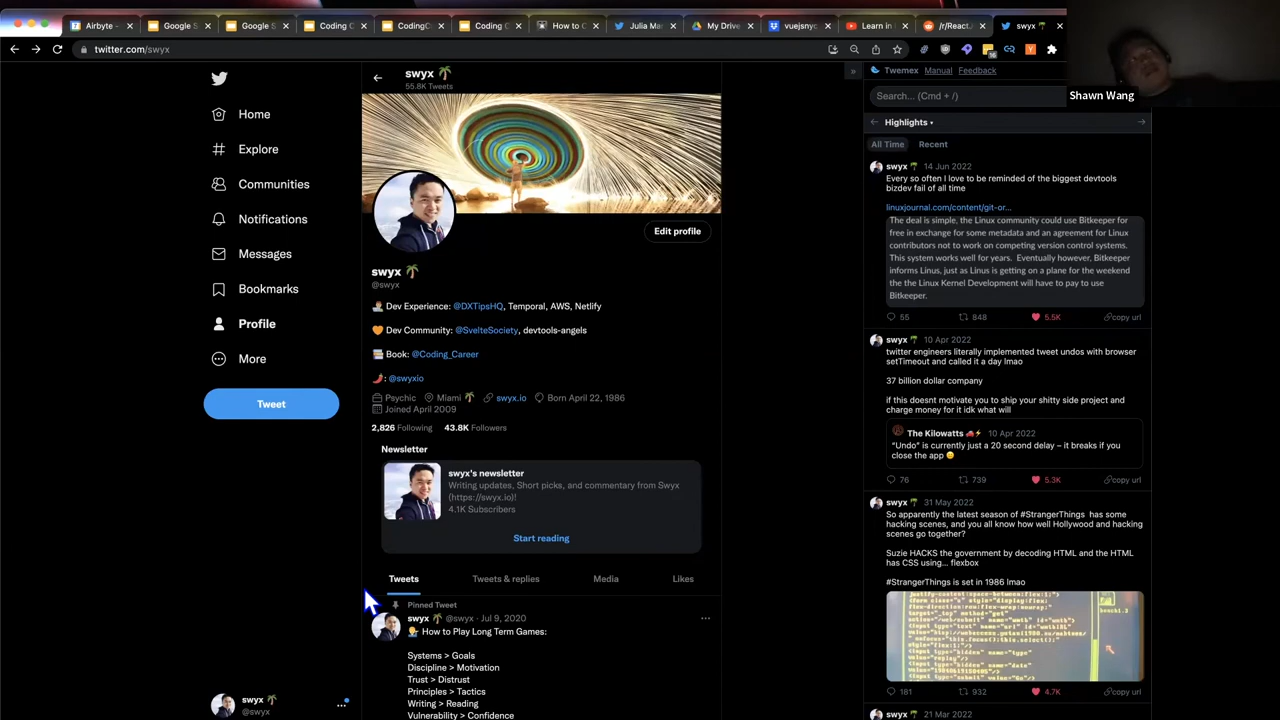 Airbyte -
Google S
Google S
Coding C
CodingC
Coding (
How to C
Julia Ma
My Drive
vuejsnyc
Learn in
/r/React
swyx
twitter.com/swyx
swyx 🌴
55.8K Tweets
Home
Explore
Communities
Notifications
Messages
Bookmarks
Profile
More
Tweet
swyx 🌴
@swyx
Edit profile
swyx 🌴
@swyx
Dev Experience: @DXTipsHQ, Temporal, AWS, Netlify
🧡 Dev Community: @SvelteSociety, devtools-angels
📚 Book: @Coding_Career
🌶️: @swyxio
Psychic Miami 🌴 swyx.io Born April 22, 1986
Joined April 2009
2,826 Following 43.8K Followers
Newsletter
swyx's newsletter
Writing updates, Short picks, and commentary from Swyx
(https://swyx.io)!
4.1K Subscribers
Start reading
Tweets Tweets & replies Media Likes
Pinned Tweet
swyx 🌴 @swyx · Jul 9, 2020
How to Play Long Term Games:
Systems > Goals
Discipline > Motivation
Trust > Distrust
Principles > Tactics
Writing > Reading
Vulnerability > Confidence
Twemex Manual Feedback
Search... (Cmd + /)
Shawn Wang
Highlights
All Time Recent
swyx 🌴 14 Jun 2022
Every so often I love to be reminded of the biggest devtools
bizdev fail of all time
linuxjournal.com/content/git-or...
The deal is simple, the Linux community could use Bitkeeper for
free in exchange for some metadata and an agreement for Linux
contributors not to work on competing version control systems.
This system works well for years. Eventually however, Bitkeeper
informs Linus, just as Linus is getting on a plane for the weekend
the the Linux Kernel Development will have to pay to use
Bitkeeper.
55 848 5.5K copy url
swyx 🌴 10 Apr 2022
twitter engineers literally implemented tweet undos with browser
setTimeout and called it a day lmao
37 billion dollar company
if this doesnt motivate you to ship your shitty side project and
charge money for it idk what will
The Kilowatts 🚗⚡ 10 Apr 2022
"Undo" is currently just a 20 second delay – it breaks if you
close the app
76 739 5.3K copy url
swyx 🌴 31 May 2022
So apparently the latest season of #StrangerThings has some
hacking scenes, and you all know how well Hollywood and hacking
scenes go together?
Suzie HACKS the government by decoding HTML and the HTML
has CSS using... flexbox
#StrangerThings is set in 1986 lmao
181 932 4.7K copy url
swyx 🌴 21 Mar 2022